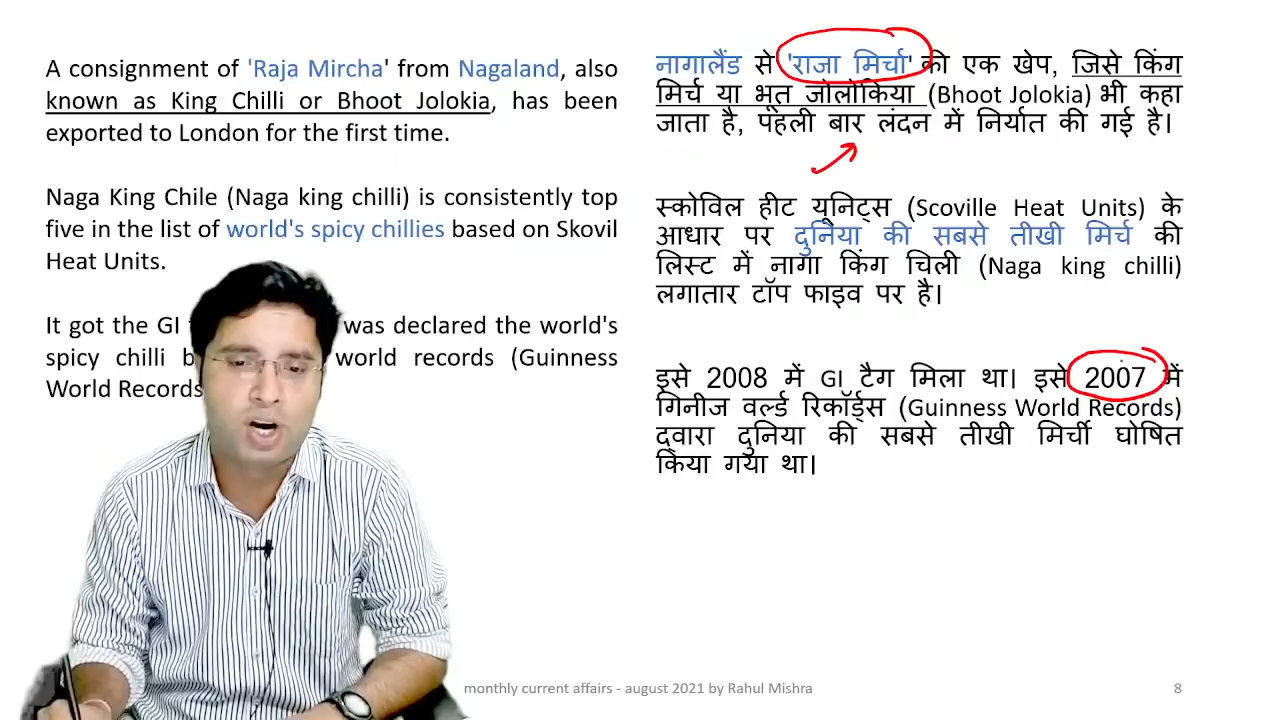 A consignment of 'Raja Mircha' from Nagaland, also
known as King Chilli or Bhoot Jolokia, has been
exported to London for the first time.
Naga King Chile (Naga king chilli) is consistently top
five in the list of world's spicy chillies based on Skovil
Heat Units.
It got the GI was declared the world's
spicy chilli world records (Guinness
World Records
नागालैंड से 'राजा मिर्चा' की एक खेप, जिसे किंग
मिर्च या भूत जोलोकिया (Bhoot Jolokia) भी कहा
जाता है, पहली बार लंदन में निर्यात की गई है।
स्कोविल हीट यूनिट्स (Scoville Heat Units) के
आधार पर दुनिया की सबसे तीखी मिर्च की
लिस्ट में नागा किंग चिली (Naga king chilli)
लगातार टॉप फाइव पर है।
इसे 2008 में GI टैग मिला था। इसे 2007 में
गिनीज वर्ल्ड रिकॉर्ड्स (Guinness World Records)
द्वारा दुनिया की सबसे तीखी मिर्ची घोषित
किया गया था।
monthly current affairs - august 2021 by Rahul Mishra
8